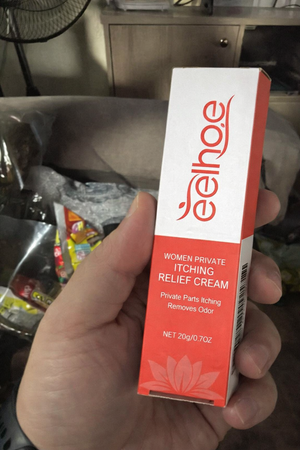 eelhoe
WOMEN PRIVATE
ITCHING
RELIEF CREAM
Private Parts Itching
Removes Odor
NET 20g/0.7OZ